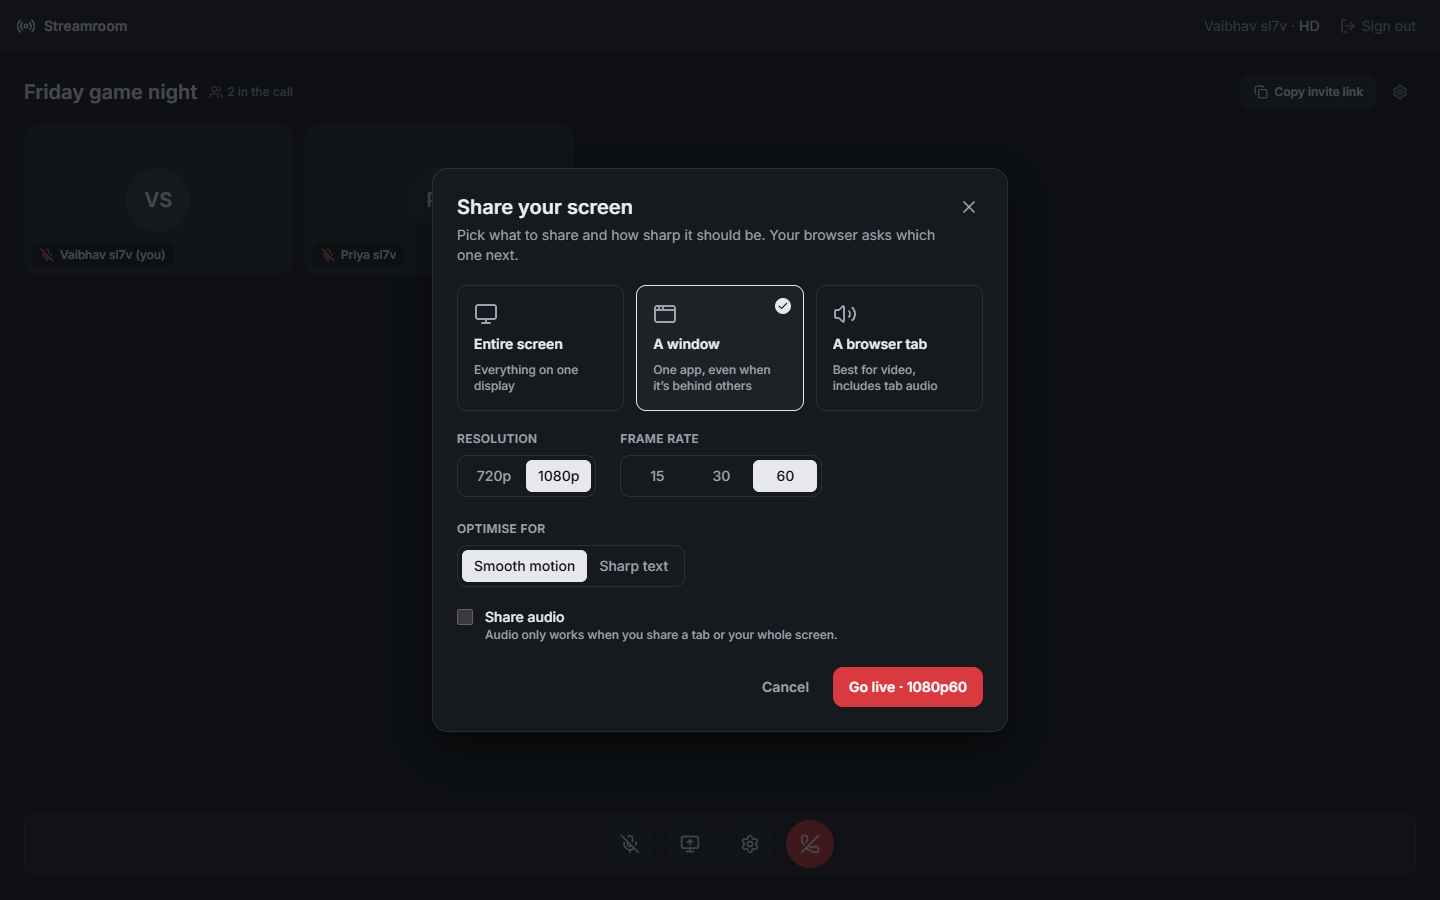 Streamroom
Vaibhav sl7v · HD
Sign out
Friday game night
2 in the call
Copy invite link
VS
Vaibhav sl7v (you)
Priya sl7v
Share your screen
Pick what to share and how sharp it should be. Your browser asks which
one next.
Entire screen
Everything on one
display
A window
One app, even when
it’s behind others
A browser tab
Best for video,
includes tab audio
RESOLUTION
720p
1080p
FRAME RATE
15
30
60
OPTIMISE FOR
Smooth motion
Sharp text
Share audio
Audio only works when you share a tab or your whole screen.
Cancel
Go live · 1080p60